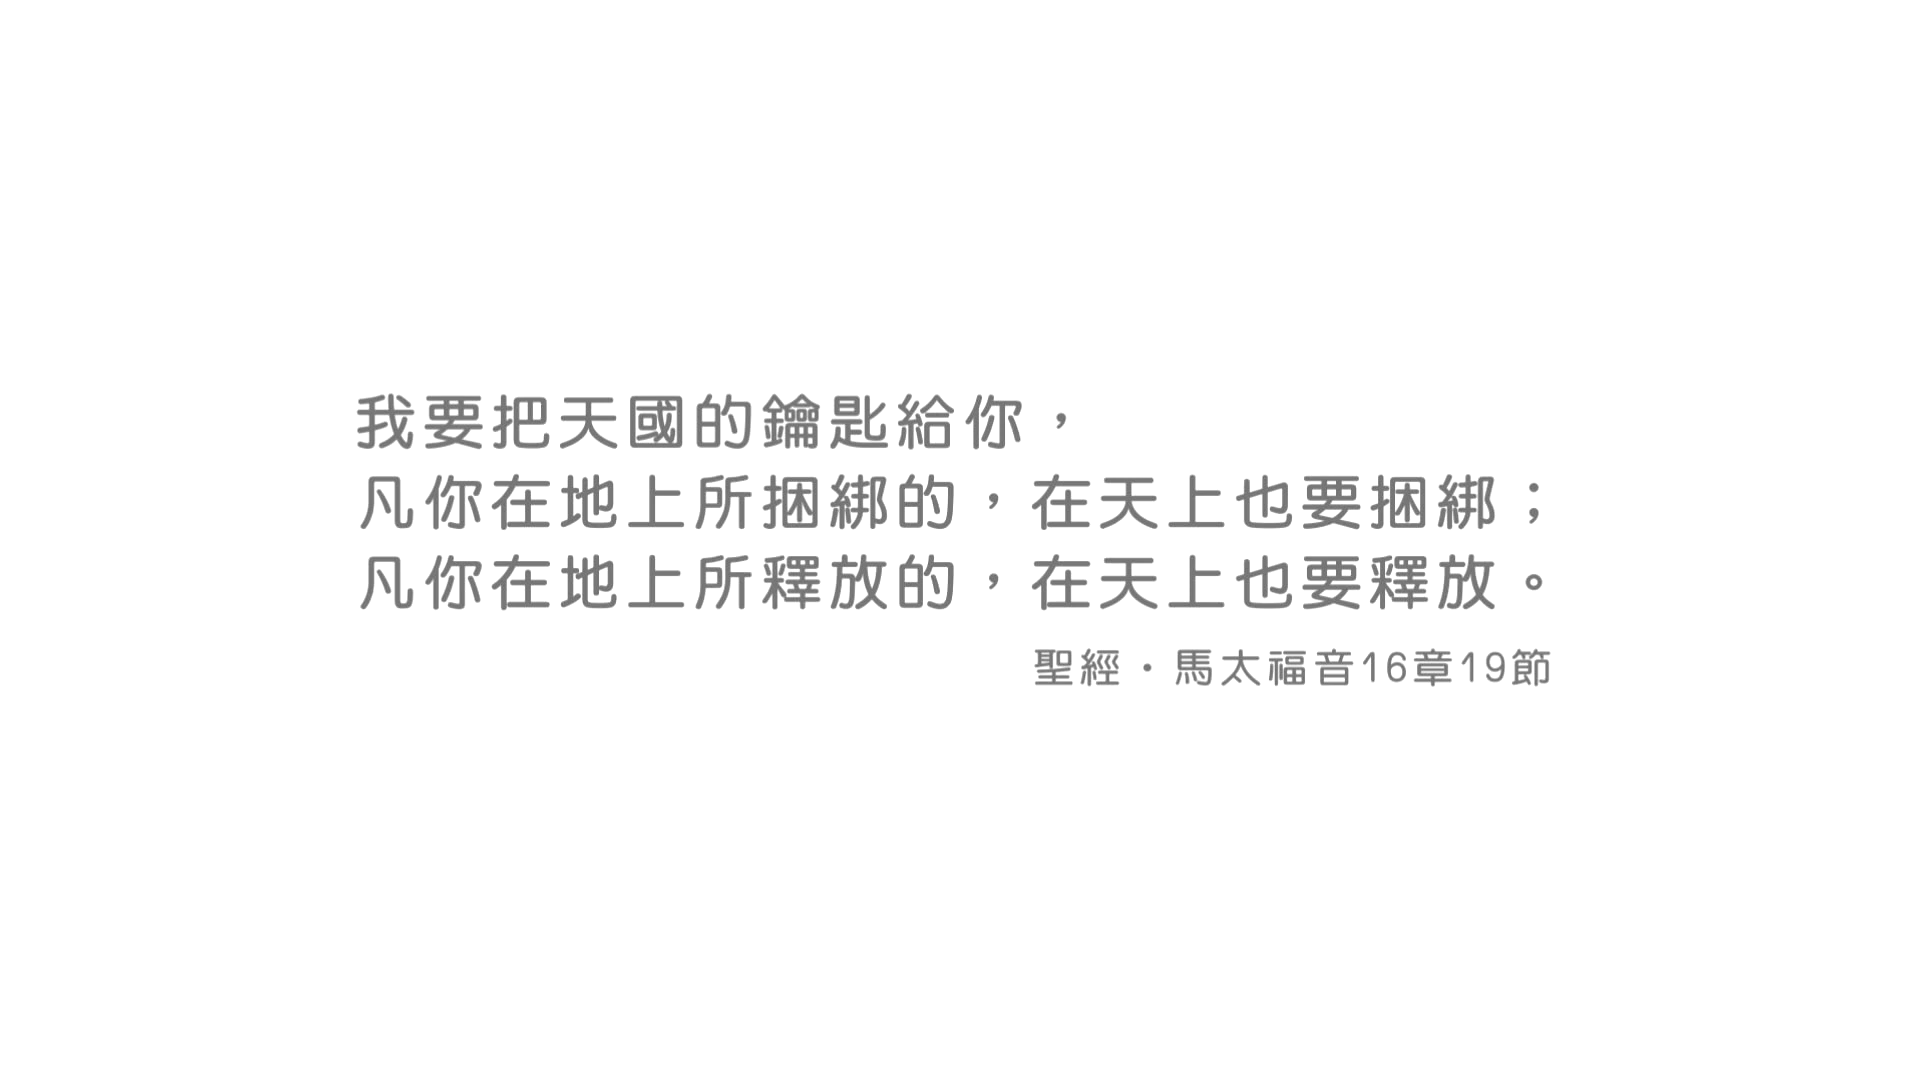 我要把天國的鑰匙給你，
凡你在地上所捆綁的，在天上也要捆綁；
凡你在地上所釋放的，在天上也要釋放。
聖經・馬太福音16章19節